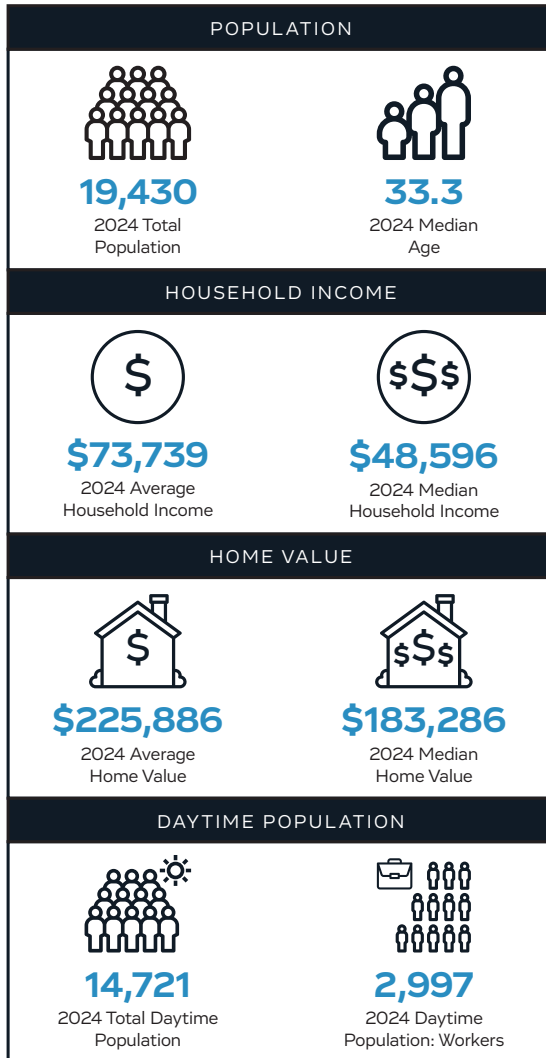 POPULATION
19,430
2024 Total
Population
33.3
2024 Median
Age
HOUSEHOLD INCOME
$
$73,739
2024 Average
Household Income
$$$
$48,596
2024 Median
Household Income
HOME VALUE
$
$225,886
2024 Average
Home Value
$$$
$183,286
2024 Median
Home Value
DAYTIME POPULATION
14,721
2024 Total Daytime
Population
2,997
2024 Daytime
Population: Workers